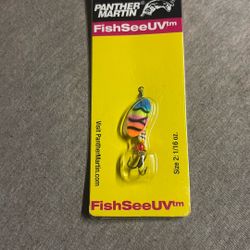 PANTHER
MARTIN
FishSeeUVtm
Visit PantherMartin.com
Size 2: 1/16 oz.
FishSeeUVtm